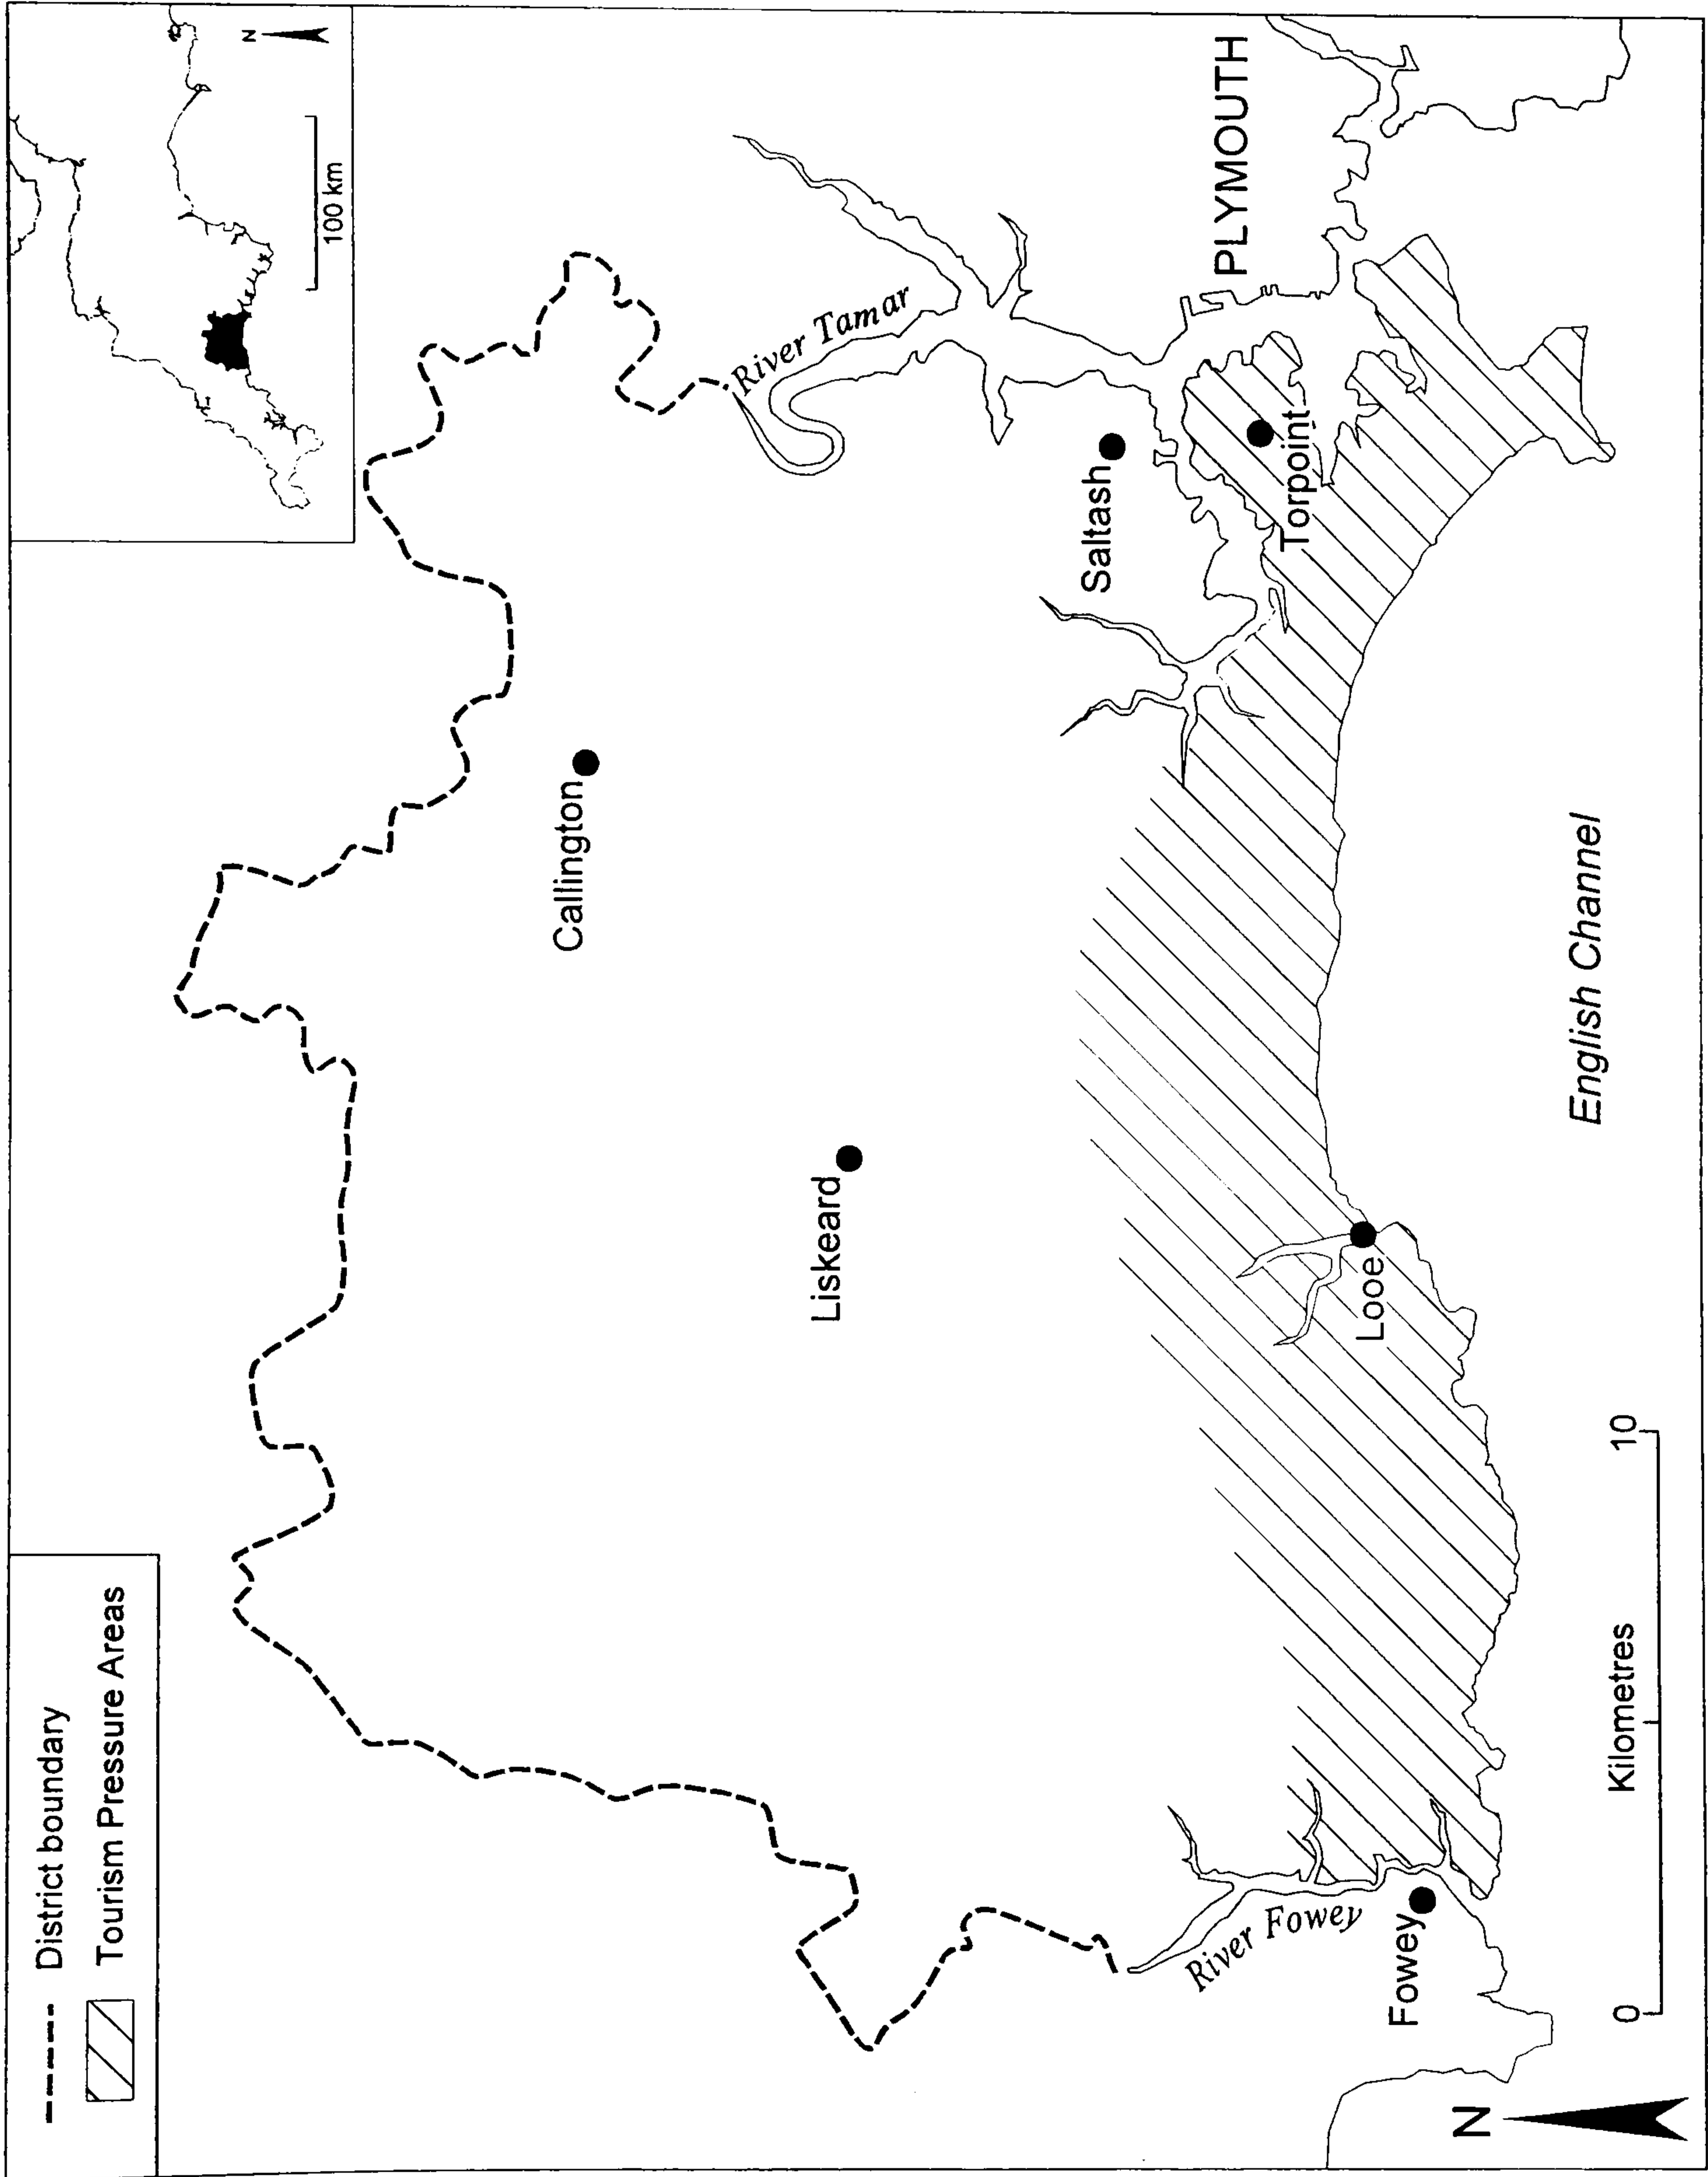 District boundary
Tourism Pressure Areas
N
100 km
River Tamar
Callington
PLYMOUTH
Saltash
Liskeard
Torpoint
Looe
River Fowey
Fowey
English Channel
N
0
Kilometres
10